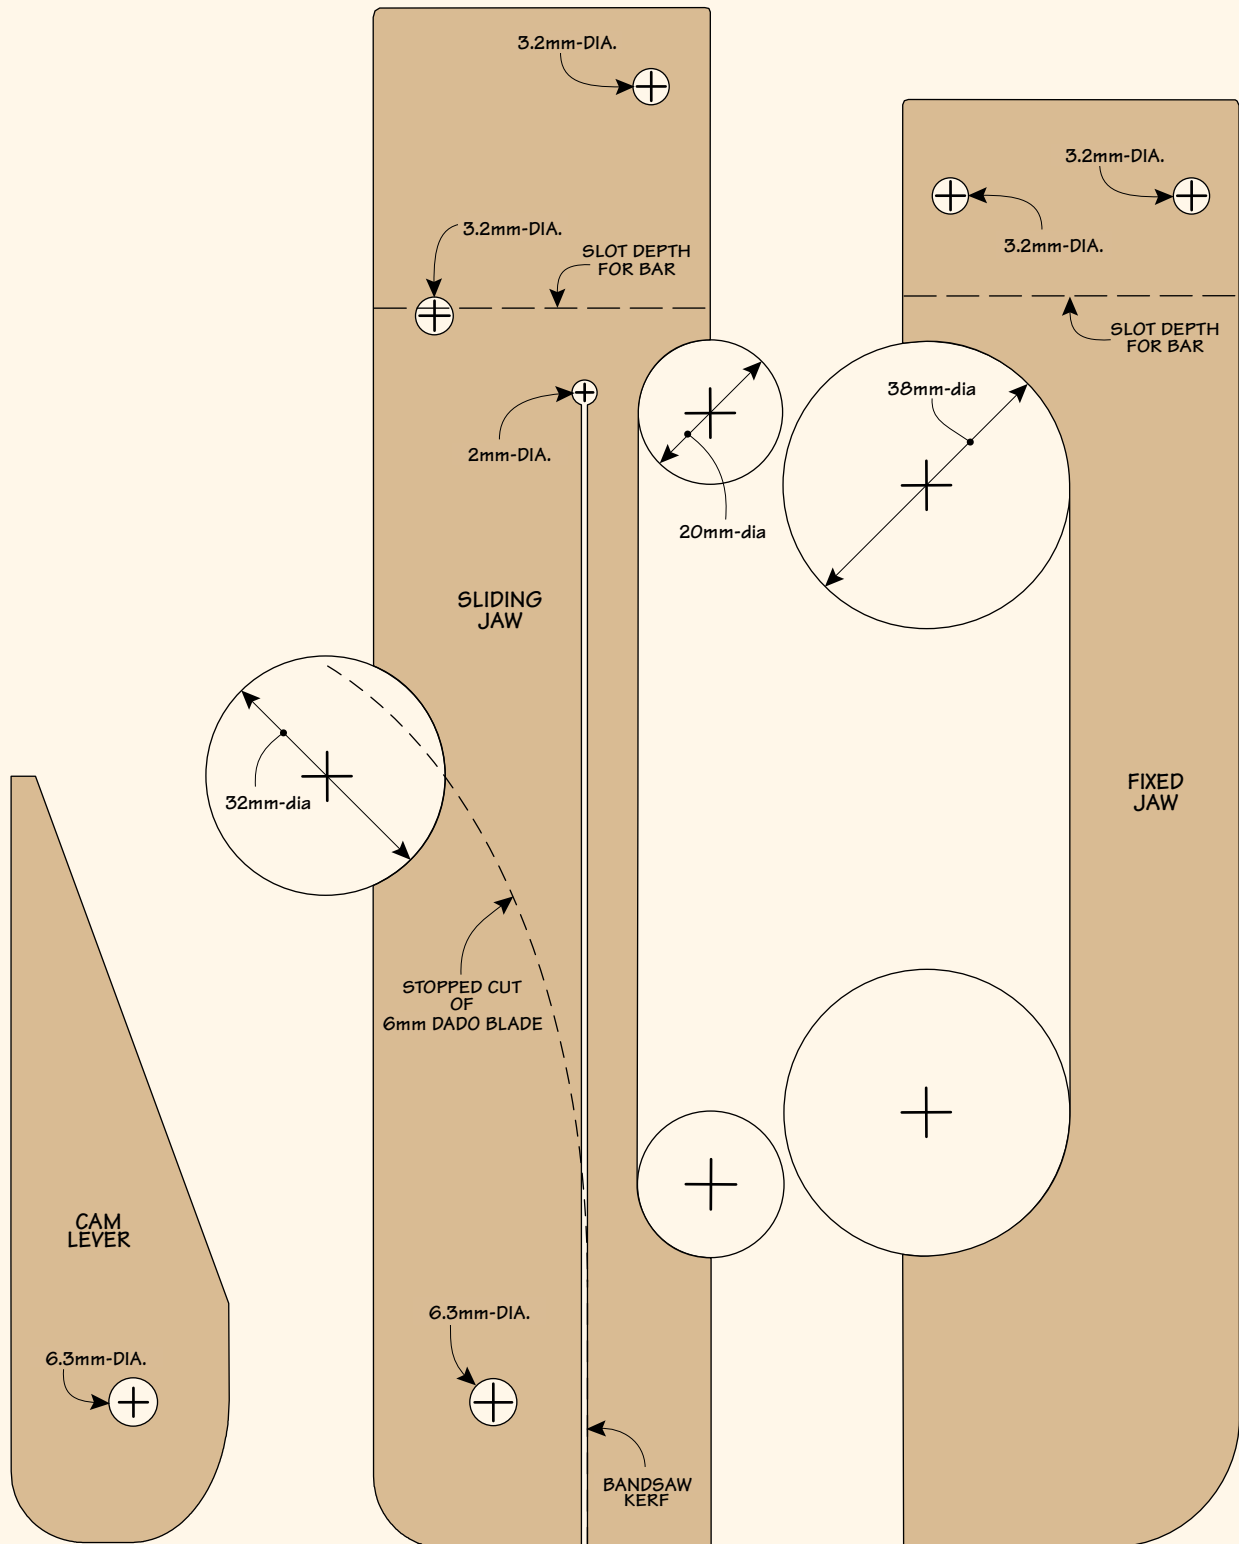 3.2mm-DIA.
3.2mm-DIA.
3.2mm-DIA.
SLOT DEPTH
FOR BAR
3.2mm-DIA.
SLOT DEPTH
FOR BAR
38mm-dia
2mm-DIA.
20mm-dia
SLIDING
JAW
FIXED
JAW
32mm-dia
STOPPED CUT
OF
6mm DADO BLADE
CAM
LEVER
6.3mm-DIA.
6.3mm-DIA.
BANDSAW
KERF